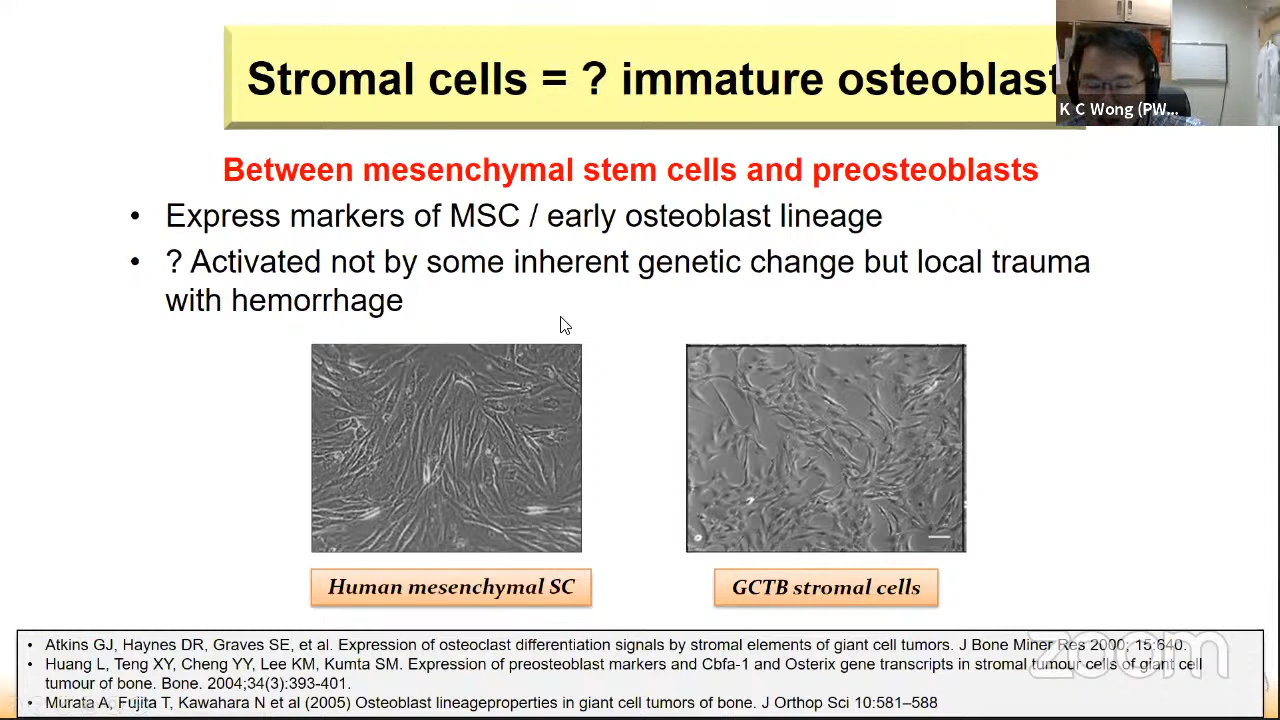 Stromal cells = ? immature osteoblast
K C Wong (PW...
Between mesenchymal stem cells and preosteoblasts
• Express markers of MSC / early osteoblast lineage
• ? Activated not by some inherent genetic change but local trauma
with hemorrhage
Human mesenchymal SC
GCTB stromal cells
• Atkins GJ, Haynes DR, Graves SE, et al. Expression of osteoclast differentiation signals by stromal elements of giant cell tumors. J Bone Miner Res 2000; 15:640.
• Huang L, Teng XY, Cheng YY, Lee KM, Kumta SM. Expression of preosteoblast markers and Cbfa-1 and Osterix gene transcripts in stromal tumour cells of giant cell
tumour of bone. Bone. 2004;34(3):393-401.
• Murata A, Fujita T, Kawahara N et al (2005) Osteoblast lineageproperties in giant cell tumors of bone. J Orthop Sci 10:581–588
zoom